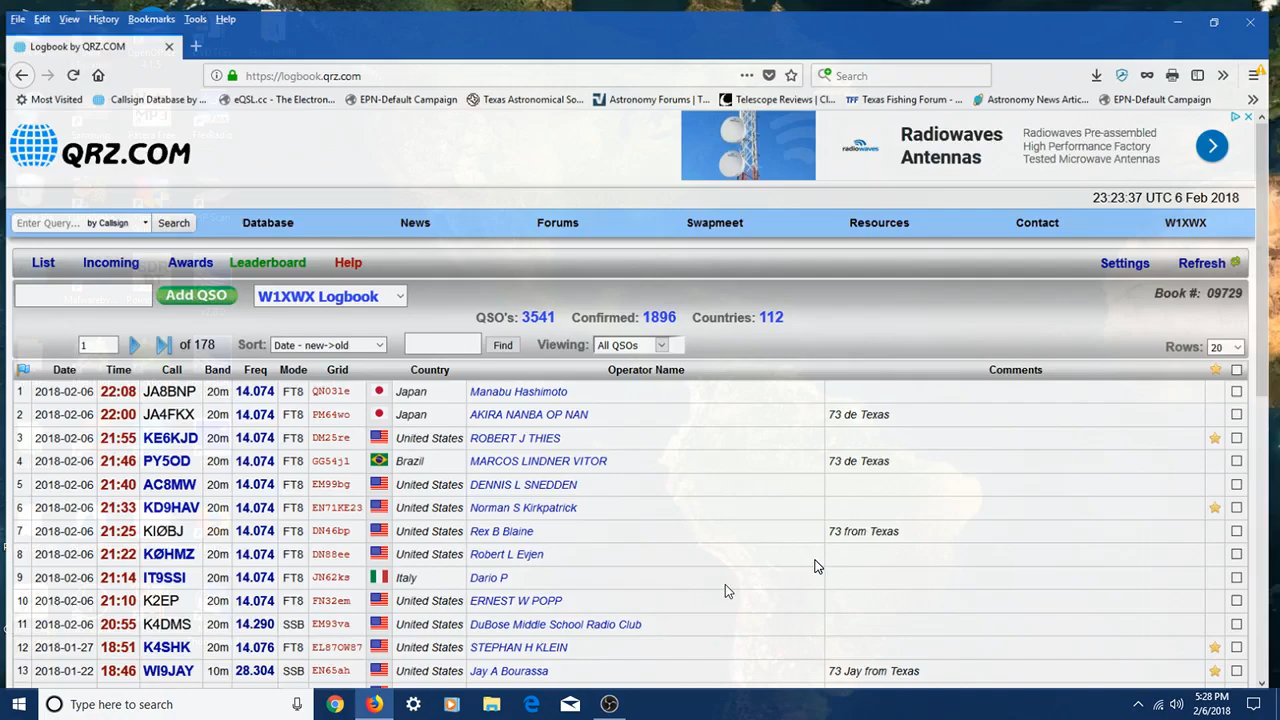 File Edit View History Bookmarks Tools Help
Logbook by QRZ.COM
https://logbook.qrz.com
Search
Most Visited Callsign Database by ... eQSL.cc - The Electron... EPN-Default Campaign Texas Astronomical So... Astronomy Forums | T... Telescope Reviews | Cl... TFF Texas Fishing Forum - ... Astronomy News Artic... EPN-Default Campaign
QRZ.COM
radiowaves
Radiowaves Antennas
Radiowaves Pre-assembled
High Performance Factory
Tested Microwave Antennas
23:23:37 UTC 6 Feb 2018
Enter Query... by Callsign Search Database News Forums Swapmeet Resources Contact W1XWX
List Incoming Awards Leaderboard Help Settings Refresh
Add QSO W1XWX Logbook Book #: 09729
QSO's: 3541 Confirmed: 1896 Countries: 112
1 of 178 Sort: Date - new->old Find Viewing: All QSOs Rows: 20
Date Time Call Band Freq Mode Grid Country Operator Name Comments
1 2018-02-06 22:08 JA8BNP 20m 14.074 FT8 QN03le Japan Manabu Hashimoto
2 2018-02-06 22:00 JA4FKX 20m 14.074 FT8 PM64wo Japan AKIRA NANBA OP NAN 73 de Texas
3 2018-02-06 21:55 KE6KJD 20m 14.074 FT8 DM25re United States ROBERT J THIES
4 2018-02-06 21:46 PY5OD 20m 14.074 FT8 GG54jl Brazil MARCOS LINDNER VITOR 73 de Texas
5 2018-02-06 21:40 AC8MW 20m 14.074 FT8 EM99bg United States DENNIS L SNEDDEN
6 2018-02-06 21:33 KD9HAV 20m 14.074 FT8 EN71KE23 United States Norman S Kirkpatrick
7 2018-02-06 21:25 KIØBJ 20m 14.074 FT8 DN46bp United States Rex B Blaine 73 from Texas
8 2018-02-06 21:22 KØHMZ 20m 14.074 FT8 DN88ee United States Robert L Evjen
9 2018-02-06 21:14 IT9SSI 20m 14.074 FT8 JN62ks Italy Dario P
10 2018-02-06 21:10 K2EP 20m 14.074 FT8 FN32em United States ERNEST W POPP
11 2018-02-06 20:55 K4DMS 20m 14.290 SSB EM93va United States DuBose Middle School Radio Club
12 2018-01-27 18:51 K4SHK 20m 14.076 FT8 EL87OW87 United States STEPHAN H KLEIN
13 2018-01-22 18:46 WI9JAY 10m 28.304 SSB EN65ah United States Jay A Bourassa 73 Jay from Texas
Type here to search
5:28 PM
2/6/2018